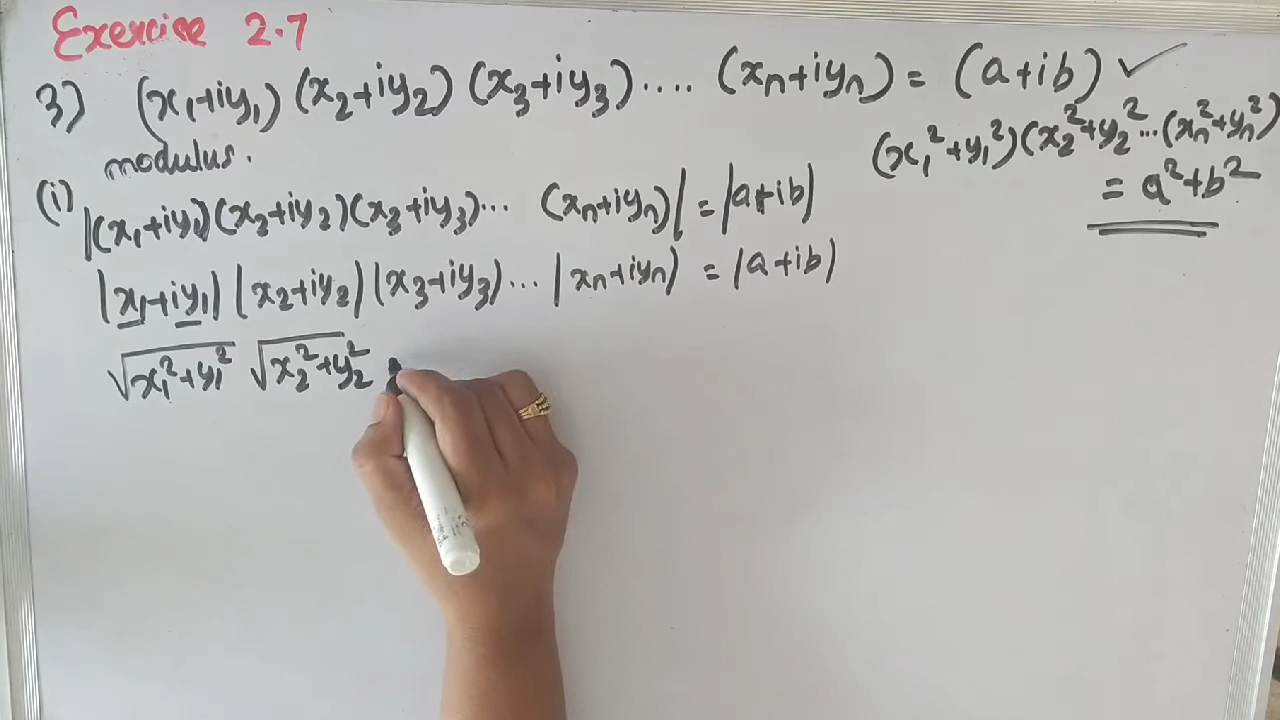 Exercise 2.7
3) (x₁+iy₁) (x₂+iy₂) (x₃+iy₃) .... (xn+iyn) = (a+ib) ✓
(x₁²+y₁²)(x₂²+y₂²...(xn²+yn²)
= a²+b²
modulus.
(i) |(x₁+iy₁)(x₂+iy₂)(x₃+iy₃)... (xn+iyn)| = |a+ib|
|x₁+iy₁| |x₂+iy₂| |x₃+iy₃| ... |xn+iyn| = |a+ib|
√x₁²+y₁² √x₂²+y₂²